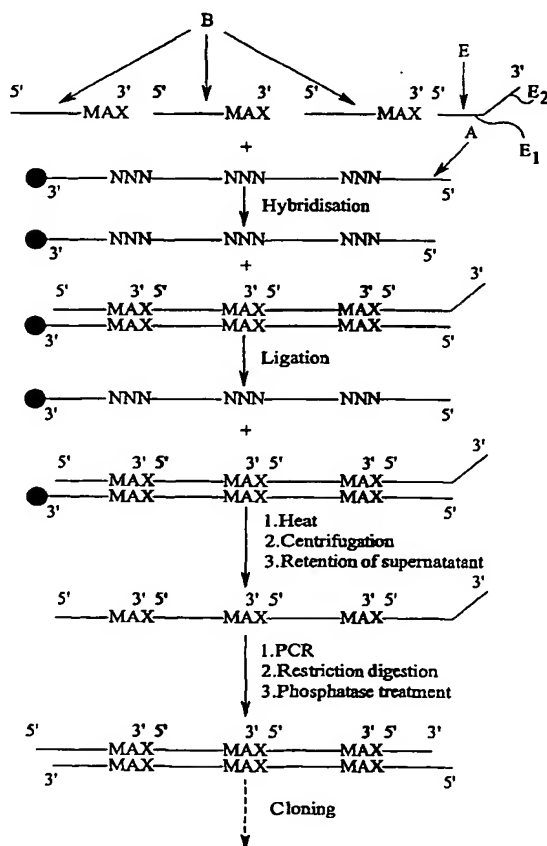 B
E
5' 3' 5' 3' 5' 3' 5' 3'
E2
MAX MAX MAX
A
E1
+
NNN NNN NNN
3' 5'
Hybridisation
NNN NNN NNN
3' 5'
+
3'
5' 3' 5' 3' 5' 3' 5'
MAX MAX MAX
MAX MAX MAX
3' 5'
Ligation
NNN NNN NNN
3' 5'
+
3'
5' 3' 5' 3' 5' 3' 5'
MAX MAX MAX
MAX MAX MAX
3' 5'
1.Heat
2.Centrifugation
3.Retention of supernatatant
3'
5' 3' 5' 3' 5' 3' 5'
MAX MAX MAX
1.PCR
2.Restriction digestion
3.Phosphatase treatment
5' 3' 5' 3' 5' 3' 5' 3'
MAX MAX MAX
MAX MAX MAX
3' 5'
Cloning